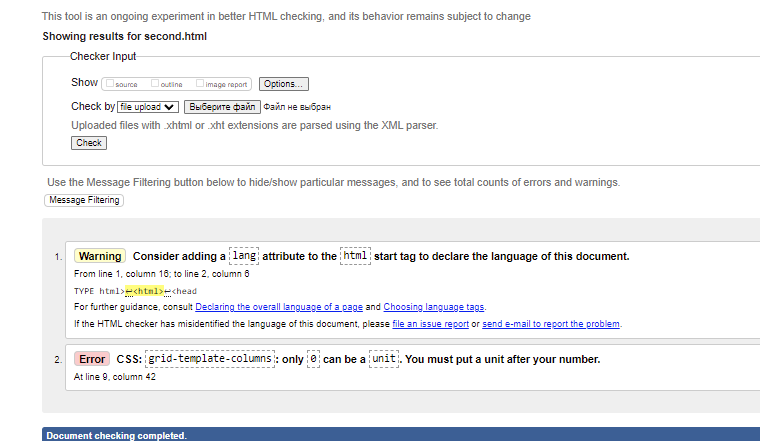 This tool is an ongoing experiment in better HTML checking, and its behavior remains subject to change
Showing results for second.html
Checker Input
Show source outline image report Options...
Check by file upload Выберите файл Файл не выбран
Uploaded files with .xhtml or .xht extensions are parsed using the XML parser.
Check
Use the Message Filtering button below to hide/show particular messages, and to see total counts of errors and warnings.
Message Filtering
1. Warning Consider adding a lang attribute to the html start tag to declare the language of this document.
From line 1, column 16; to line 2, column 6
TYPE html>↩<html>↩<head
For further guidance, consult Declaring the overall language of a page and Choosing language tags.
If the HTML checker has misidentified the language of this document, please file an issue report or send e-mail to report the problem.
2. Error CSS: grid-template-columns: only 0 can be a unit. You must put a unit after your number.
At line 9, column 42
Document checking completed.